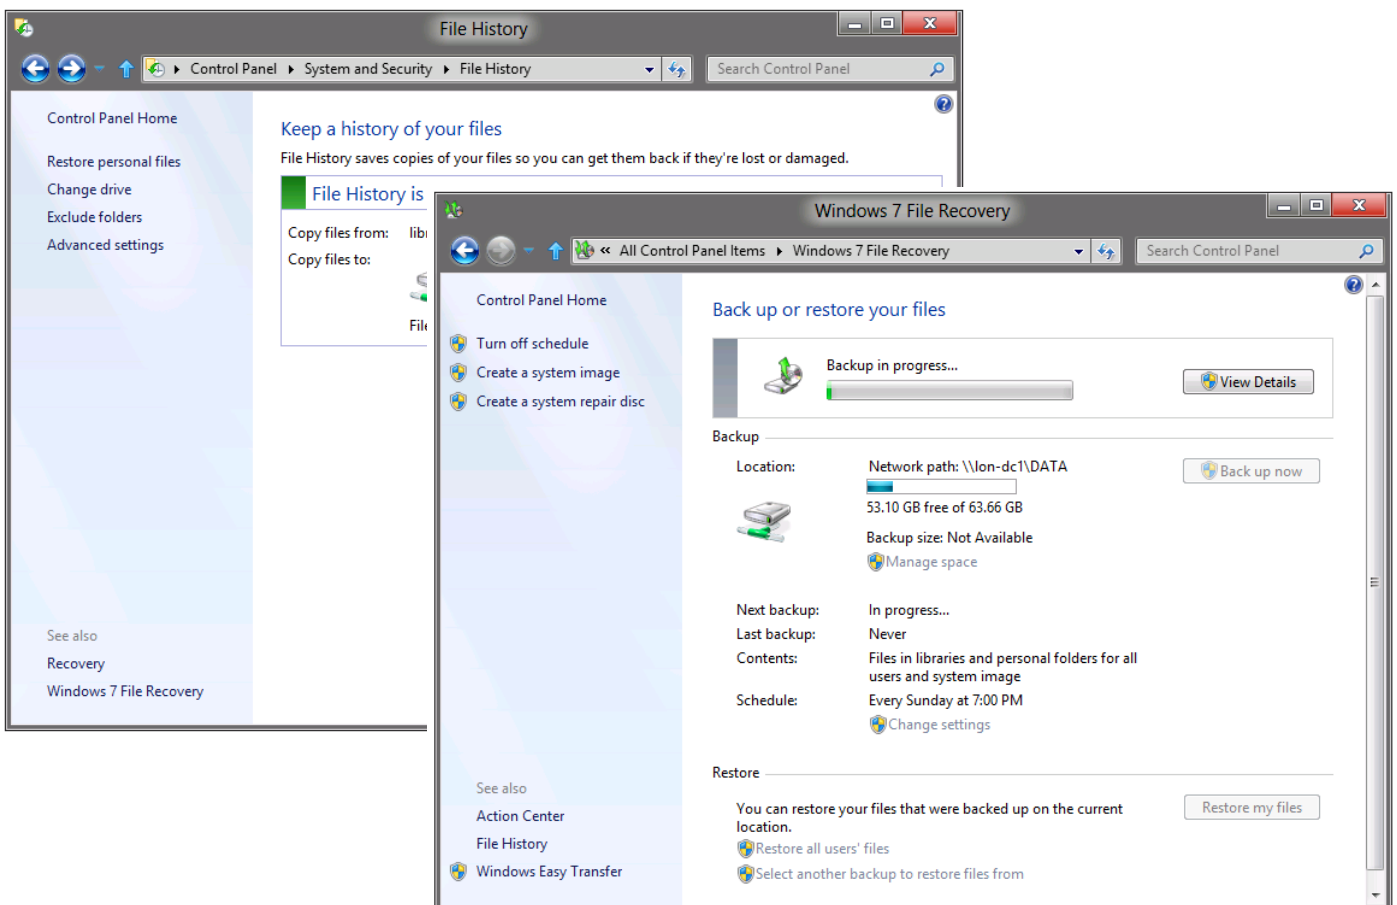 File History
Control Panel ▸ System and Security ▸ File History
Search Control Panel
Control Panel Home
Restore personal files
Change drive
Exclude folders
Advanced settings
See also
Recovery
Windows 7 File Recovery
Keep a history of your files
File History saves copies of your files so you can get them back if they're lost or damaged.
File History is
Copy files from:
Copy files to:
Windows 7 File Recovery
« All Control Panel Items ▸ Windows 7 File Recovery
Search Control Panel
Control Panel Home
Turn off schedule
Create a system image
Create a system repair disc
See also
Action Center
File History
Windows Easy Transfer
Back up or restore your files
Backup in progress...
View Details
Backup
Location: Network path: \\lon-dc1\DATA
Back up now
53.10 GB free of 63.66 GB
Backup size: Not Available
Manage space
Next backup: In progress...
Last backup: Never
Contents: Files in libraries and personal folders for all
users and system image
Schedule: Every Sunday at 7:00 PM
Change settings
Restore
You can restore your files that were backed up on the current
location.
Restore my files
Restore all users' files
Select another backup to restore files from